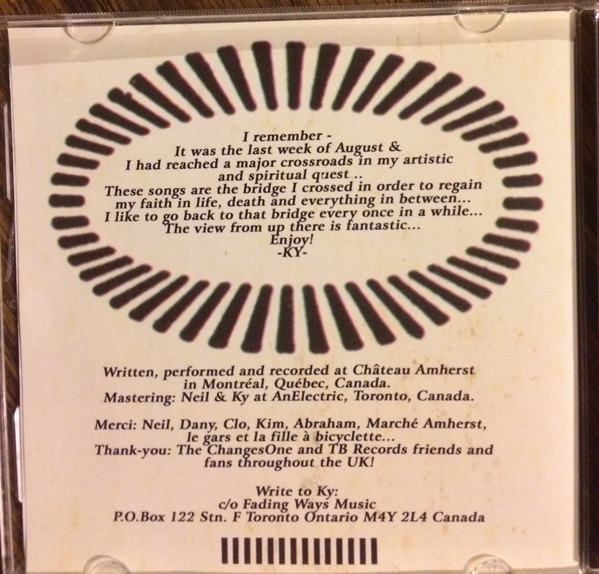 I remember -
It was the last week of August &
I had reached a major crossroads in my artistic
and spiritual quest ..
These songs are the bridge I crossed in order to regain
my faith in life, death and everything in between...
I like to go back to that bridge every once in a while...
The view from up there is fantastic...
Enjoy!
-KY-
Written, performed and recorded at Château Amherst
in Montréal, Québec, Canada.
Mastering: Neil & Ky at AnElectric, Toronto, Canada.
Merci: Neil, Dany, Clo, Kim, Abraham, Marché Amherst,
le gars et la fille à bicyclette...
Thank-you: The ChangesOne and TB Records friends and
fans throughout the UK!
Write to Ky:
c/o Fading Ways Music
P.O.Box 122 Stn. F Toronto Ontario M4Y 2L4 Canada